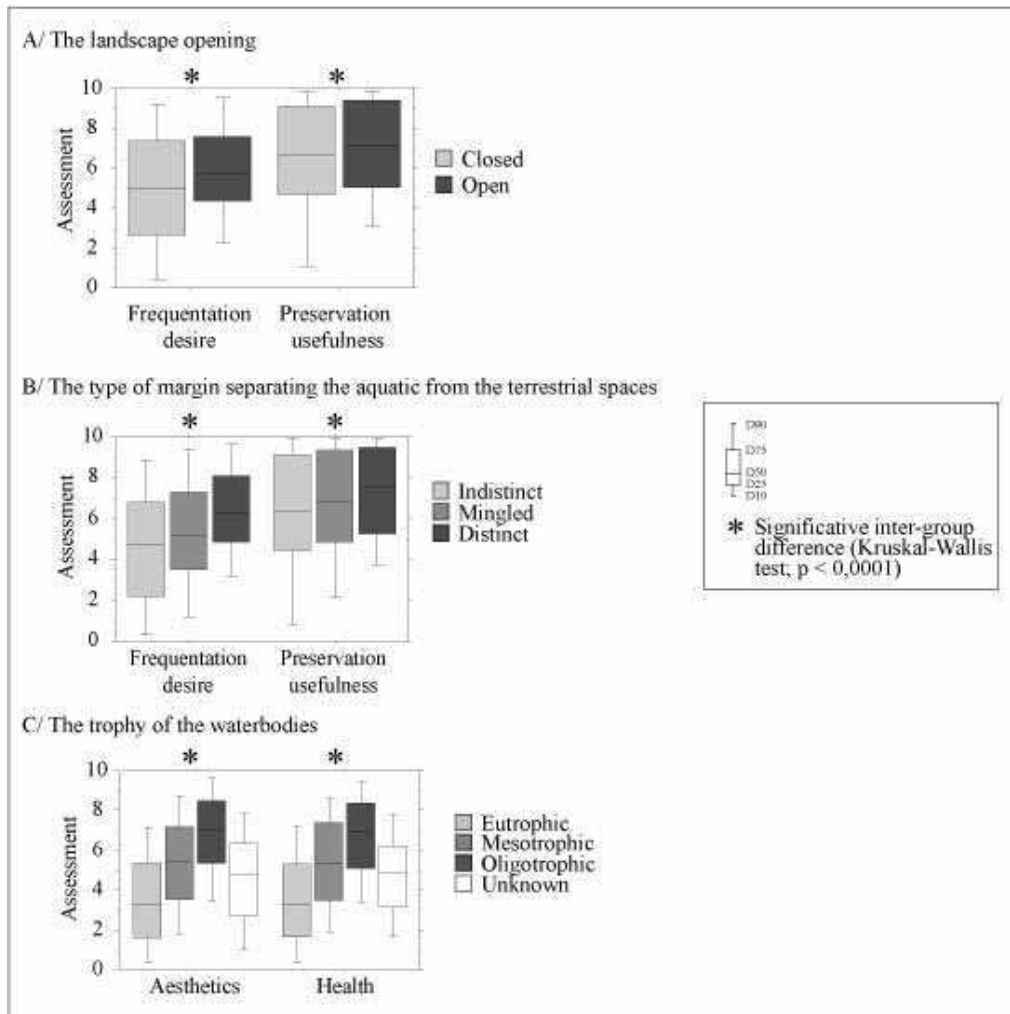 A/ The landscape opening
* *
10
8
6
4
2
0
Assessment
Closed
Open
Frequentation
desire
Preservation
usefulness
B/ The type of margin separating the aquatic from the terrestrial spaces
* *
10
8
6
4
2
0
Assessment
Indistinct
Mingled
Distinct
Frequentation
desire
Preservation
usefulness
D90
D75
D50
D25
D10
* Significative inter-group
difference (Kruskal-Wallis
test; p < 0,0001)
C/ The trophy of the waterbodies
* *
10
8
6
4
2
0
Assessment
Eutrophic
Mesotrophic
Oligotrophic
Unknown
Aesthetics
Health